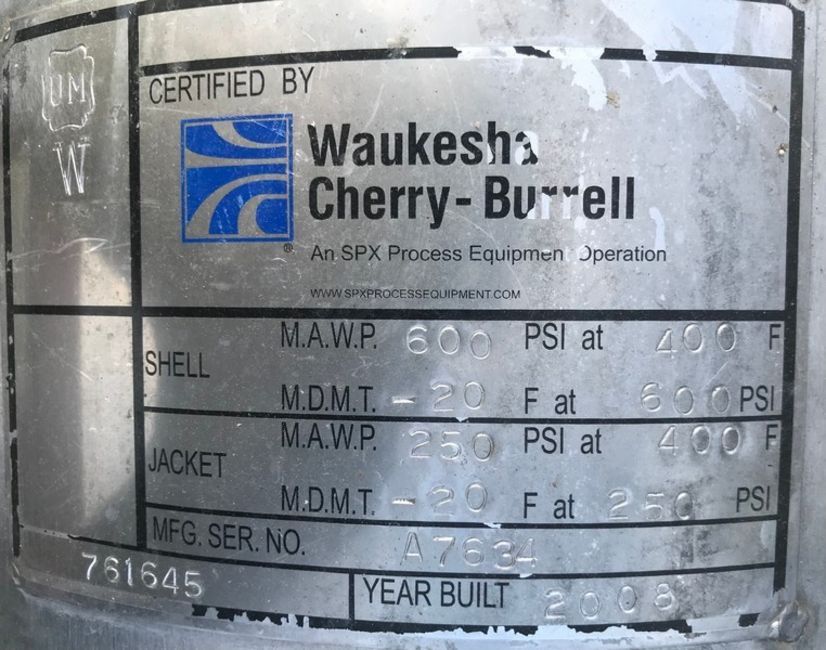 UM
W
CERTIFIED BY
Waukesha
Cherry-Burrell
®
An SPX Process Equipment Operation
WWW.SPXPROCESSEQUIPMENT.COM
SHELL
M.A.W.P. 600 PSI at 400 F
M.D.M.T. -20 F at 600 PSI
JACKET
M.A.W.P. 250 PSI at 400 F
M.D.M.T. -20 F at 250 PSI
MFG. SER. NO. A7634
761645
YEAR BUILT 2008